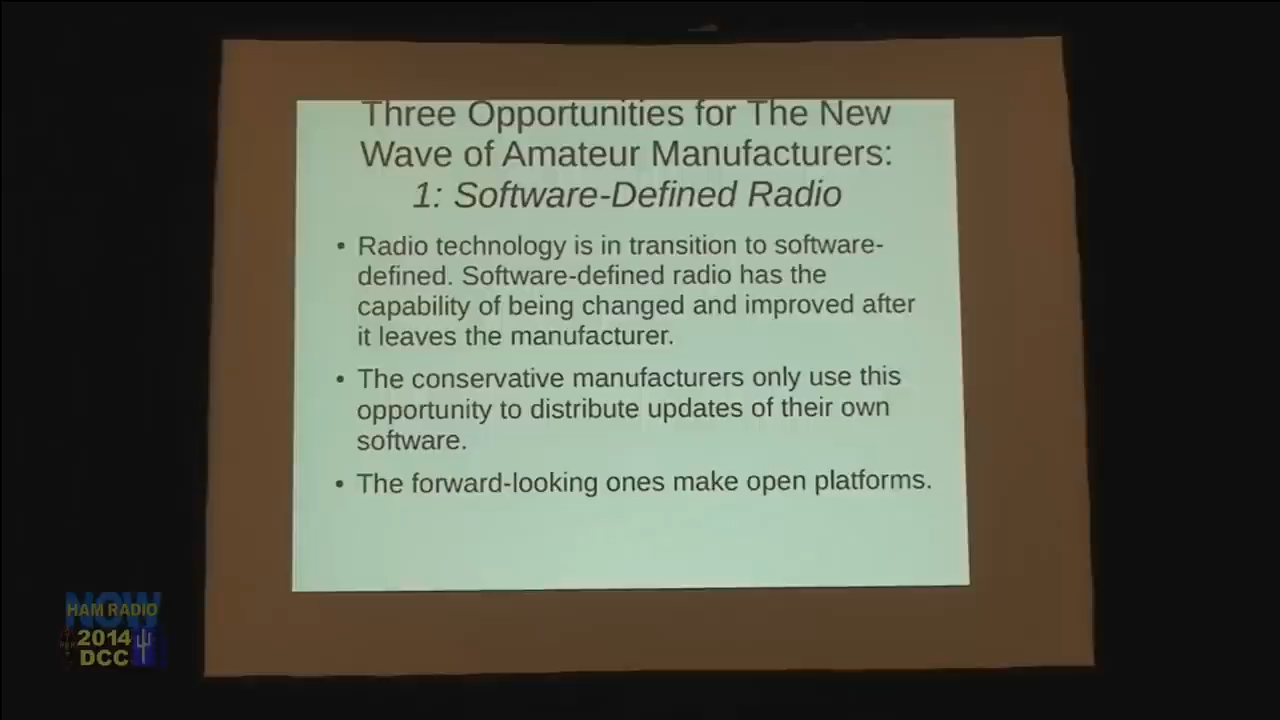 Three Opportunities for The New
Wave of Amateur Manufacturers:
1: Software-Defined Radio
• Radio technology is in transition to software-
defined. Software-defined radio has the
capability of being changed and improved after
it leaves the manufacturer.
• The conservative manufacturers only use this
opportunity to distribute updates of their own
software.
• The forward-looking ones make open platforms.
NOW
HAM RADIO
2014
DCC